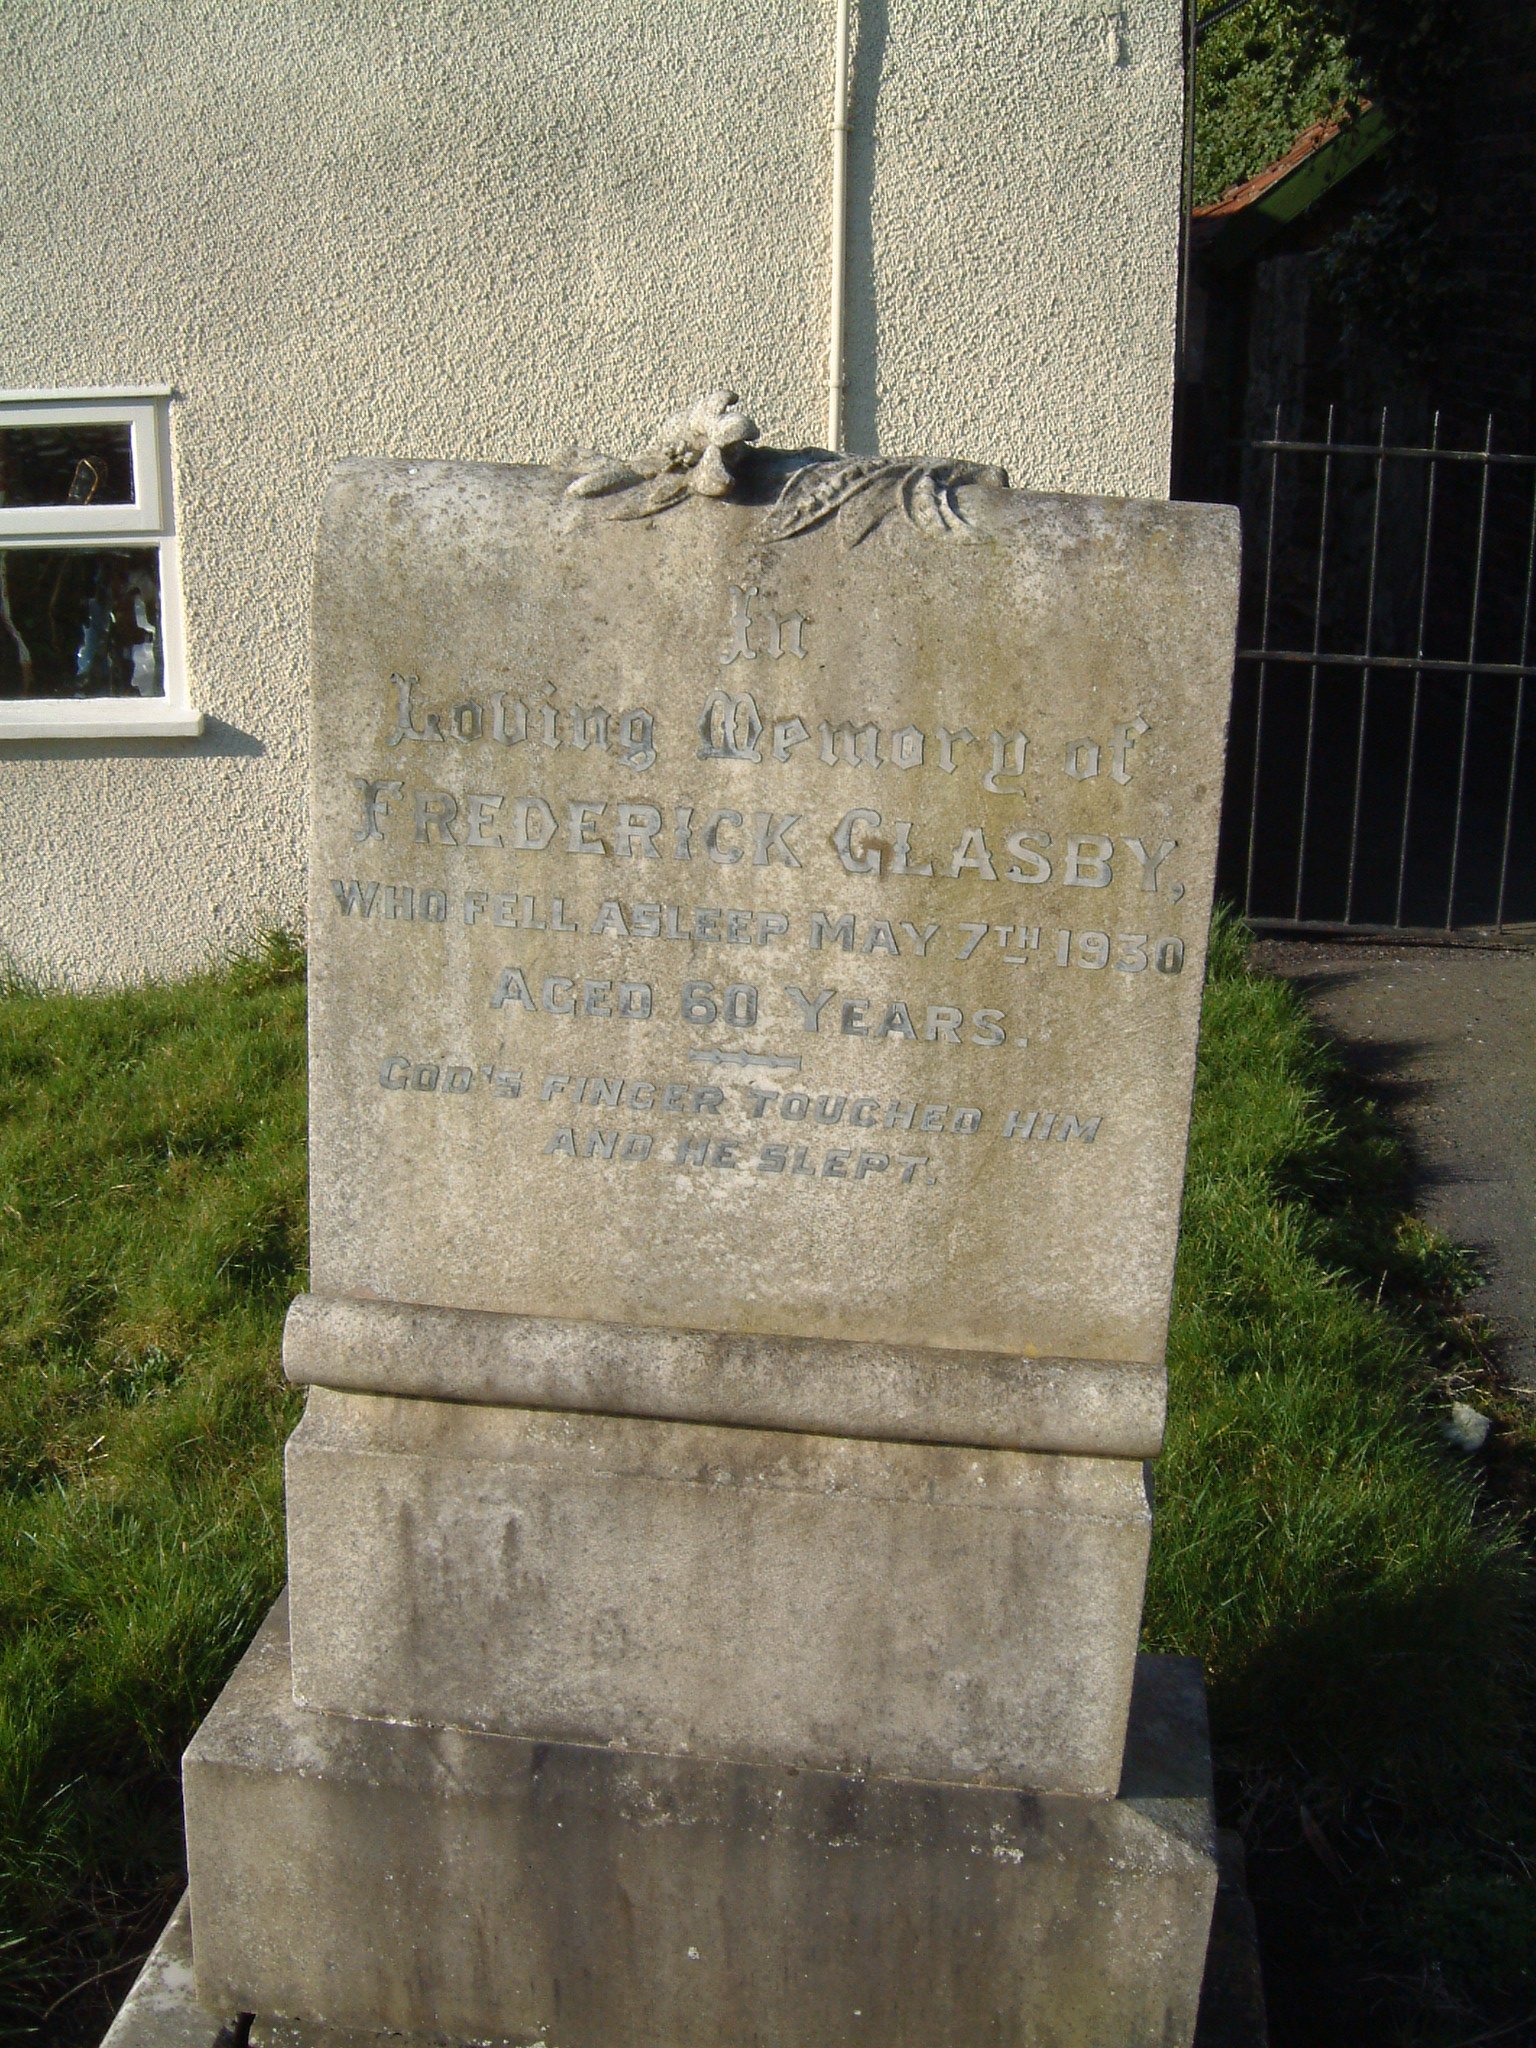 In
Loving Memory of
FREDERICK GLASBY,
WHO FELL ASLEEP MAY 7TH 1930
AGED 60 YEARS.
GOD'S FINGER TOUCHED HIM
AND HE SLEPT.